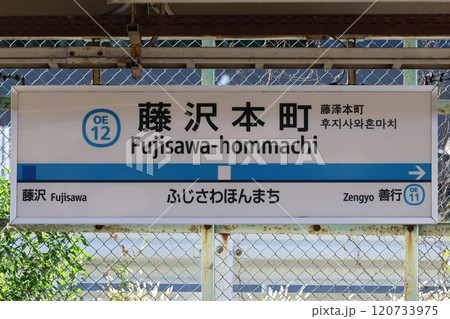 OE
12
藤沢本町
藤泽本町
후지사와혼마치
Fujisawa-hommachi
藤沢 Fujisawa
ふじさわほんまち
Zengyo 善行
OE
11
120733975